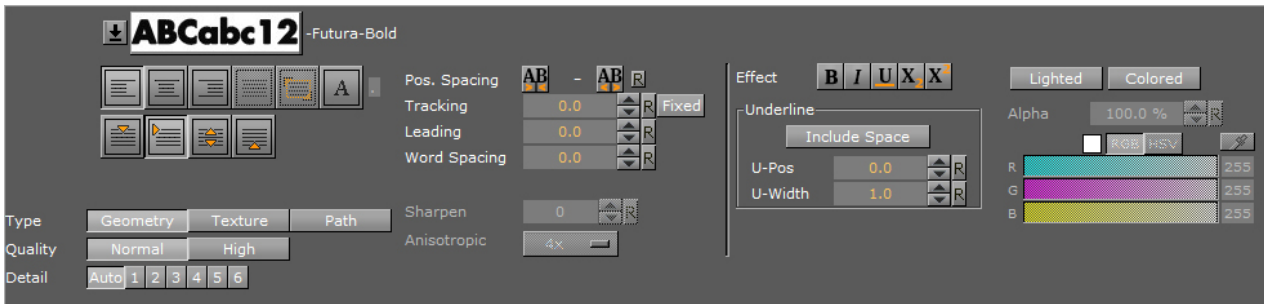 ABCabc12 -Futura-Bold
A
Pos. Spacing AB - AB R
Tracking 0.0 R Fixed
Leading 0.0 R
Word Spacing 0.0 R
Sharpen 0 R
Anisotropic 4x
Type Geometry Texture Path
Quality Normal High
Detail Auto 1 2 3 4 5 6
Effect B I U X2 X2
Underline
Include Space
U-Pos 0.0 R
U-Width 1.0 R
Lighted Colored
Alpha 100.0 % R
RGB HSV
R 255
G 255
B 255